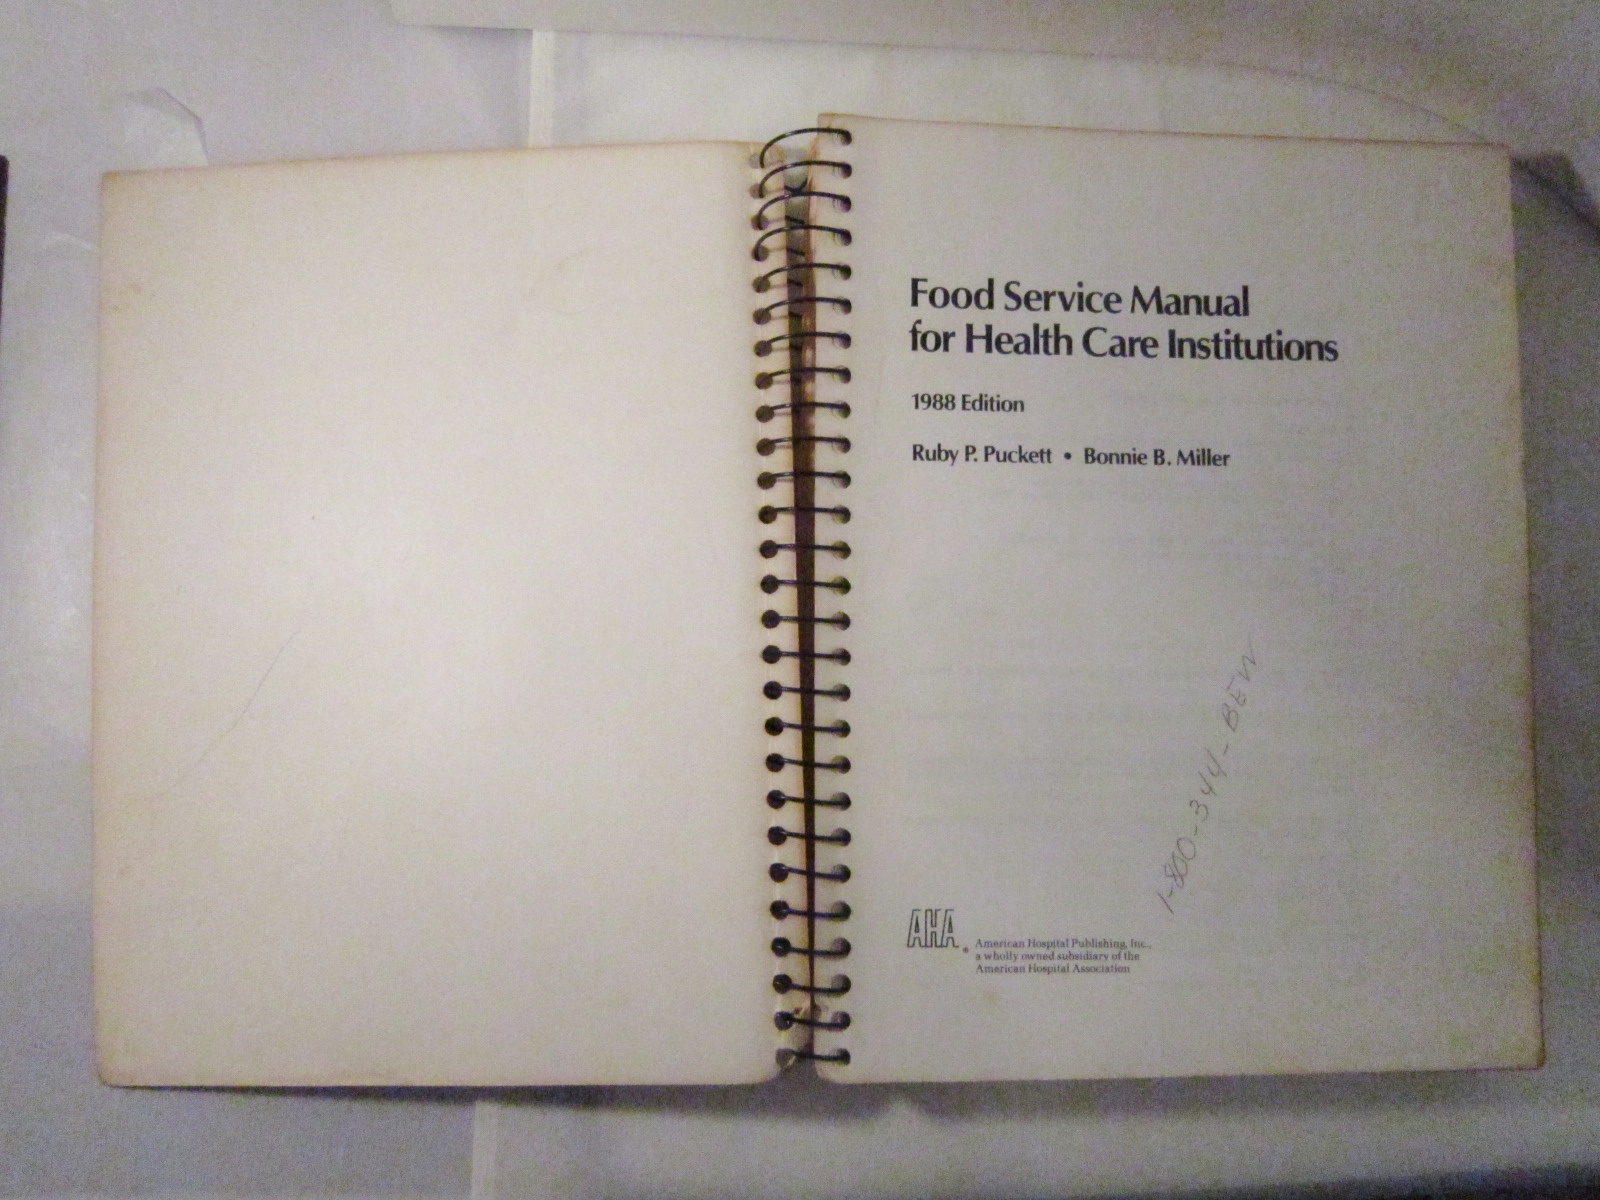 Food Service Manual
for Health Care Institutions
1988 Edition
Ruby P. Puckett • Bonnie B. Miller
1-800-344-BEW
AHA® American Hospital Publishing, Inc.,
a wholly owned subsidiary of the
American Hospital Association